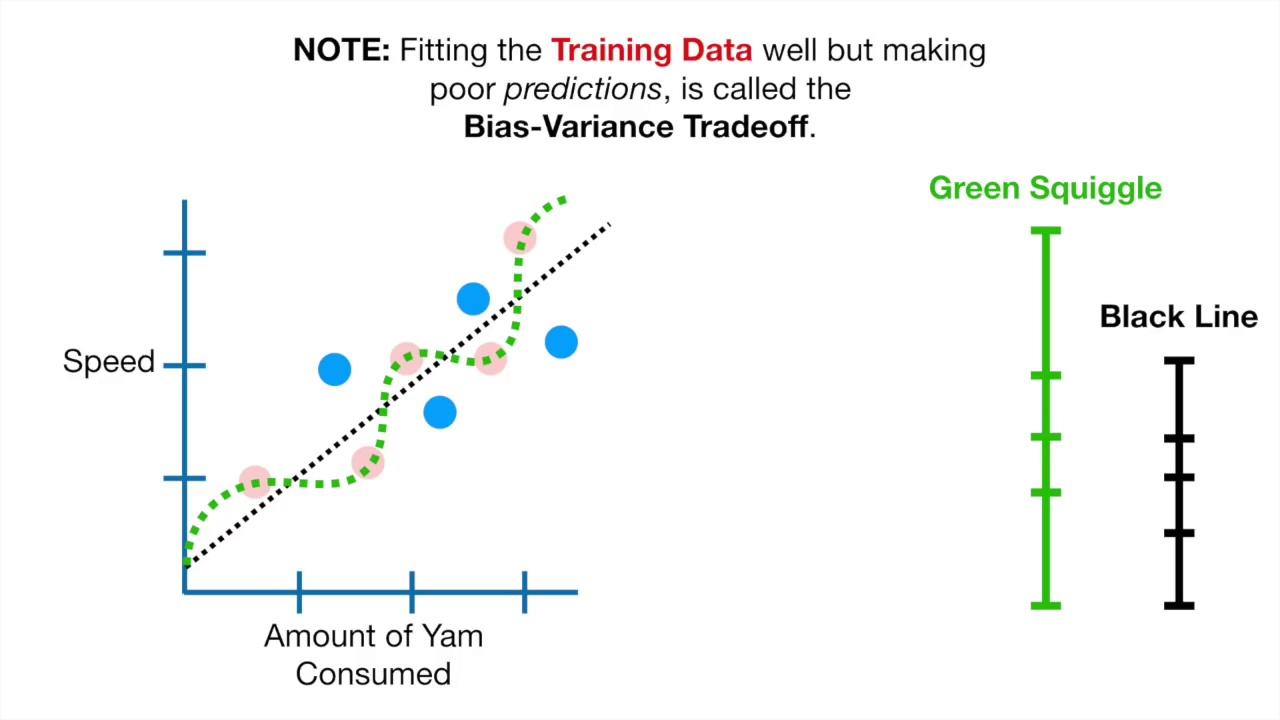 NOTE: Fitting the Training Data well but making
poor predictions, is called the
Bias-Variance Tradeoff.
Green Squiggle
Black Line
Speed
Amount of Yam
Consumed